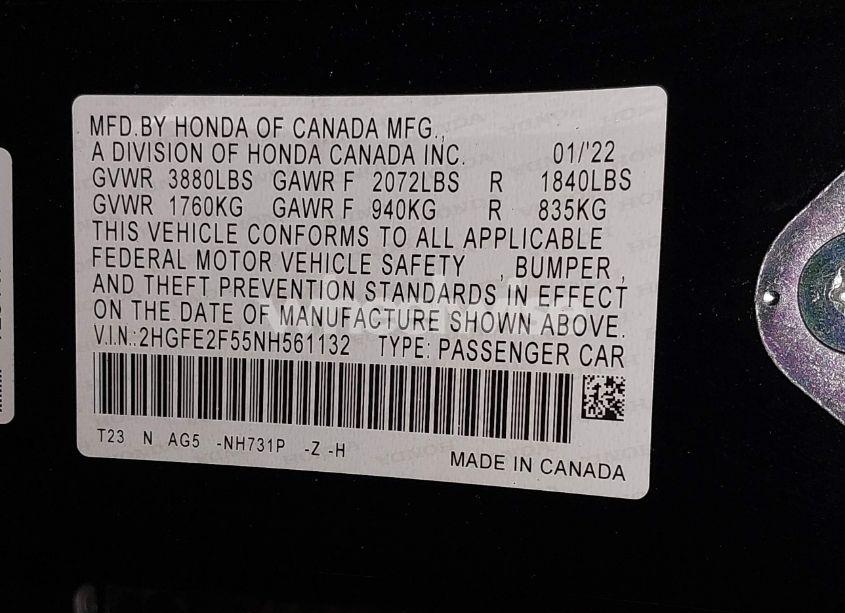 MFD.BY HONDA OF CANADA MFG.,
A DIVISION OF HONDA CANADA INC. 01/'22
GVWR 3880LBS GAWR F 2072LBS R 1840LBS
GVWR 1760KG GAWR F 940KG R 835KG
THIS VEHICLE CONFORMS TO ALL APPLICABLE
FEDERAL MOTOR VEHICLE SAFETY , BUMPER ,
AND THEFT PREVENTION STANDARDS IN EFFECT
ON THE DATE OF MANUFACTURE SHOWN ABOVE.
V.I.N.:2HGFE2F55NH561132 TYPE: PASSENGER CAR
T23 N AG5 -NH731P -Z -H
MADE IN CANADA